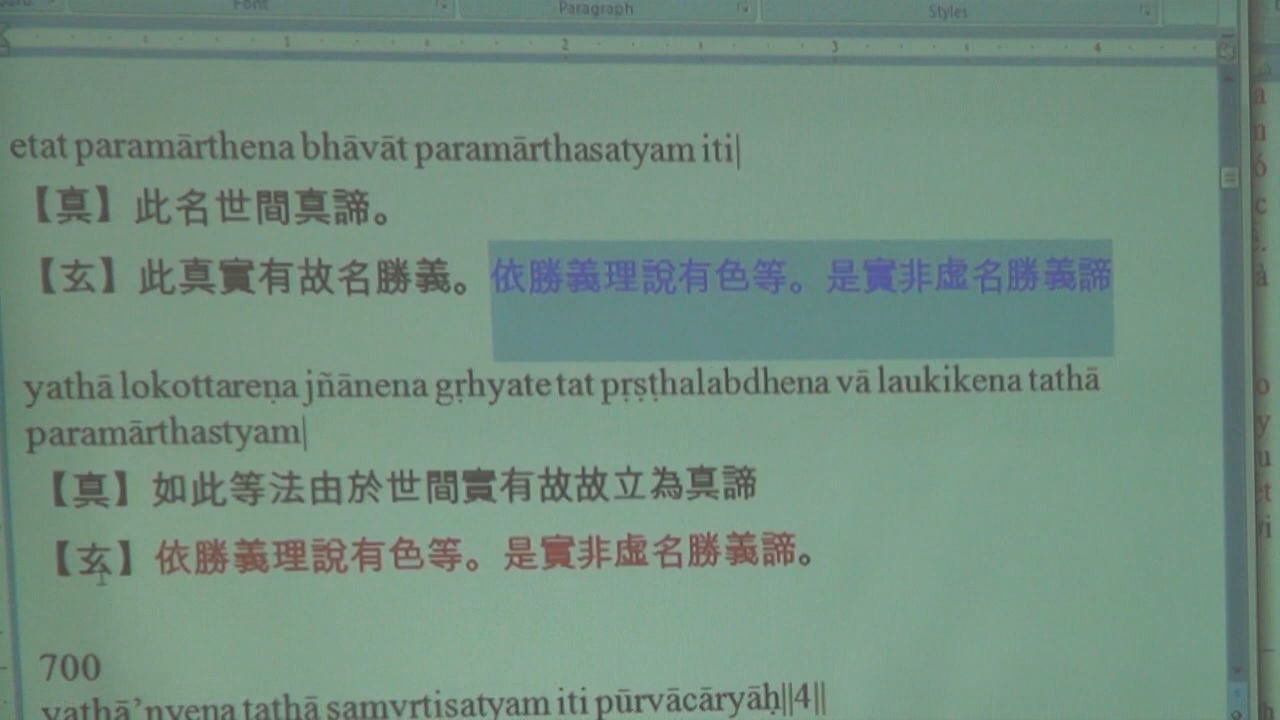 Font
Paragraph
Styles
1
2
3
4
etat paramārthena bhāvāt paramārthasatyam iti|
【真】此名世間真諦。
【玄】此真實有故名勝義。依勝義理說有色等。是實非虛名勝義諦
yathā lokottareṇa jñānena gṛhyate tat pṛṣṭhalabdhena vā laukikena tathā
paramārthastyam|
【真】如此等法由於世間實有故故立為真諦
【玄】依勝義理說有色等。是實非虛名勝義諦。
700
yathā’nyena tathā saṃvṛtisatyam iti pūrvācāryāḥ||4||